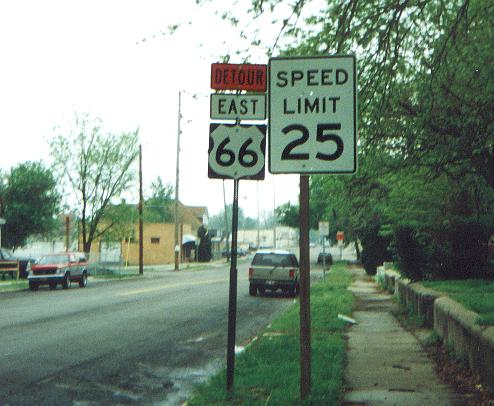 DETOUR
EAST
66
SPEED
LIMIT
25